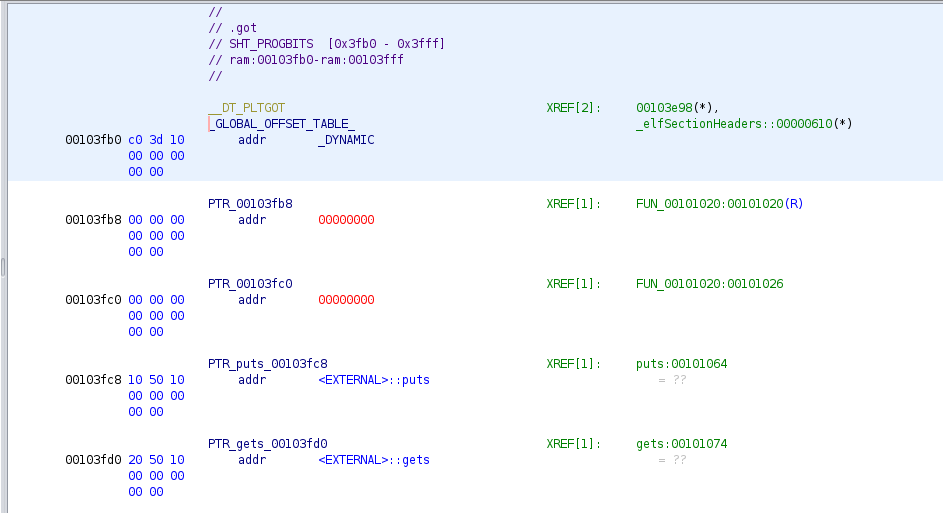 //
// .got
// SHT_PROGBITS  [0x3fb0 - 0x3fff]
// ram:00103fb0-ram:00103fff
//
__DT_PLTGOT XREF[2]: 00103e98(*),
_GLOBAL_OFFSET_TABLE_ _elfSectionHeaders::00000610(*)
00103fb0 c0 3d 10 addr _DYNAMIC
00 00 00
00 00
PTR_00103fb8 XREF[1]: FUN_00101020:00101020(R)
00103fb8 00 00 00 addr 00000000
00 00 00
00 00
PTR_00103fc0 XREF[1]: FUN_00101020:00101026
00103fc0 00 00 00 addr 00000000
00 00 00
00 00
PTR_puts_00103fc8 XREF[1]: puts:00101064
00103fc8 10 50 10 addr <EXTERNAL>::puts = ??
00 00 00
00 00
PTR_gets_00103fd0 XREF[1]: gets:00101074
00103fd0 20 50 10 addr <EXTERNAL>::gets = ??
00 00 00
00 00